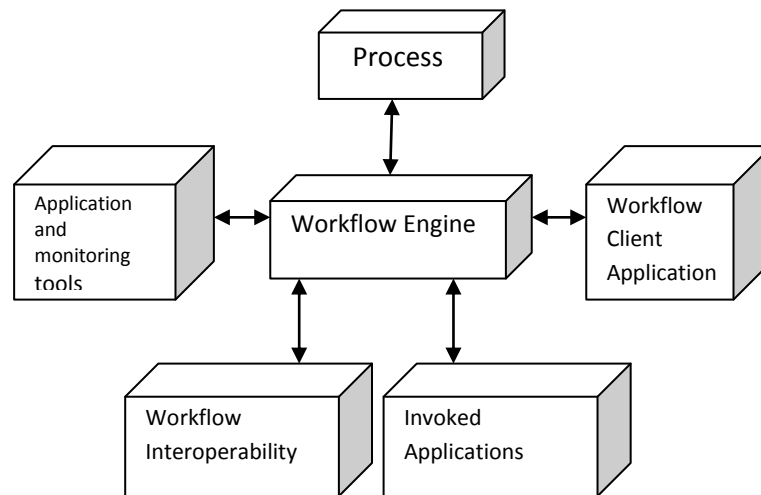 Process
Application
and
monitoring
tools
Workflow Engine
Workflow
Client
Application
Workflow
Interoperability
Invoked
Applications